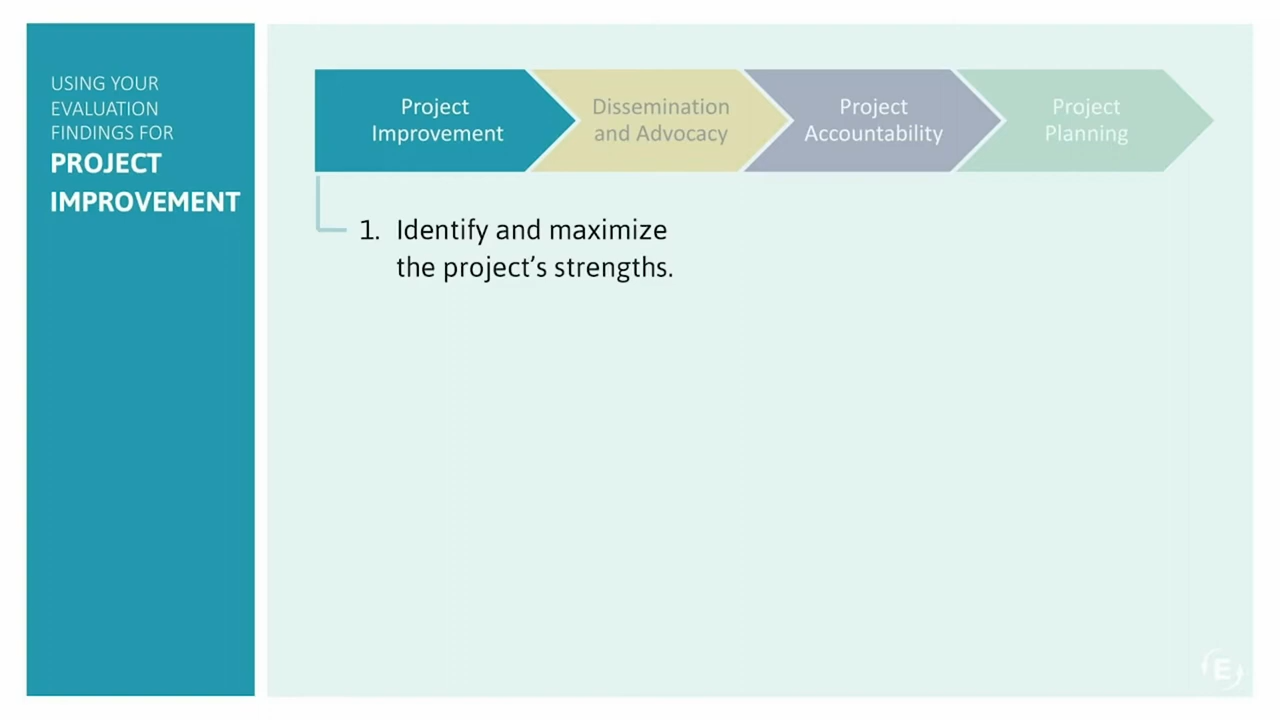 USING YOUR
EVALUATION
FINDINGS FOR
PROJECT
IMPROVEMENT
Project
Improvement
Dissemination
and Advocacy
Project
Accountability
Project
Planning
1. Identify and maximize
the project’s strengths.
E